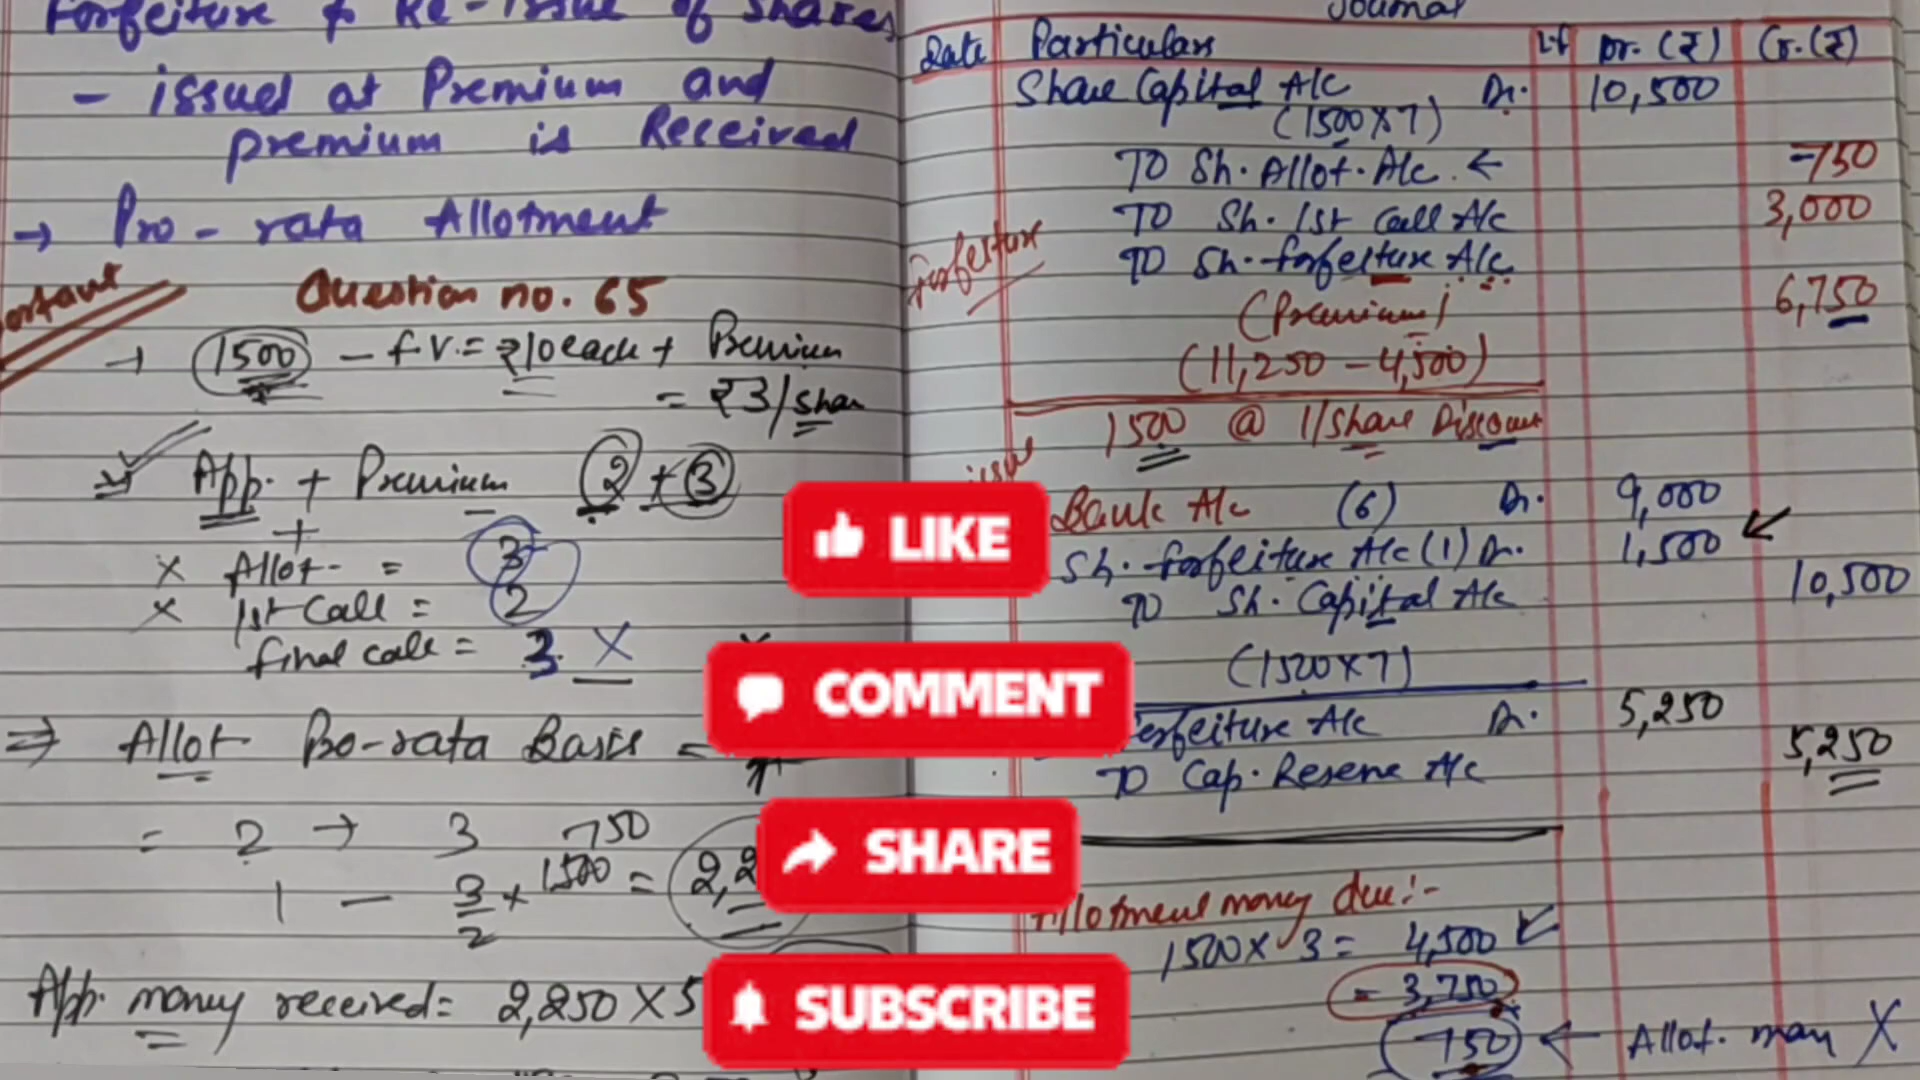 Forfeiture & Re-issue of Shares
- issued at Premium and
premium is Received
→ Pro-rata Allotment
Question no. 65
→ 1500 - f.v. = ₹10 each + Premium
= ₹3/Shar
App. + Premium 2 + 3
+
× Allot. = 3
× 1st Call = 2
final call = 3 ×
⇒ Allot Pro-rata Basis =
= 2 → 3 750
1 - 3/2 × 1500 = 2,2
App. money received = 2,250 × 5
Journal
Date Particulars L.f Dr. (₹) Cr. (₹)
Share Capital A/c Dr. 10,500
(1500×7)
TO Sh. Allot. A/c. ← 750
TO Sh. 1st Call A/c 3,000
Forfeiture
TO Sh. forfeiture A/c. 6,750
(Premium)
(11,250 - 4,500)
1500 @ 1/Share Discount
Bank A/c (6) Dr. 9,000
Sh. forfeiture A/c (1) Dr. 1,500
TO Sh. Capital A/c 10,500
(1500×7)
erfeiture A/c Dr. 5,250
TO Cap. Reserve A/c 5,250
Allotment money due:-
1500 × 3 = 4,500
- 3,750
750 ← Allot. mon X
LIKE
COMMENT
SHARE
SUBSCRIBE